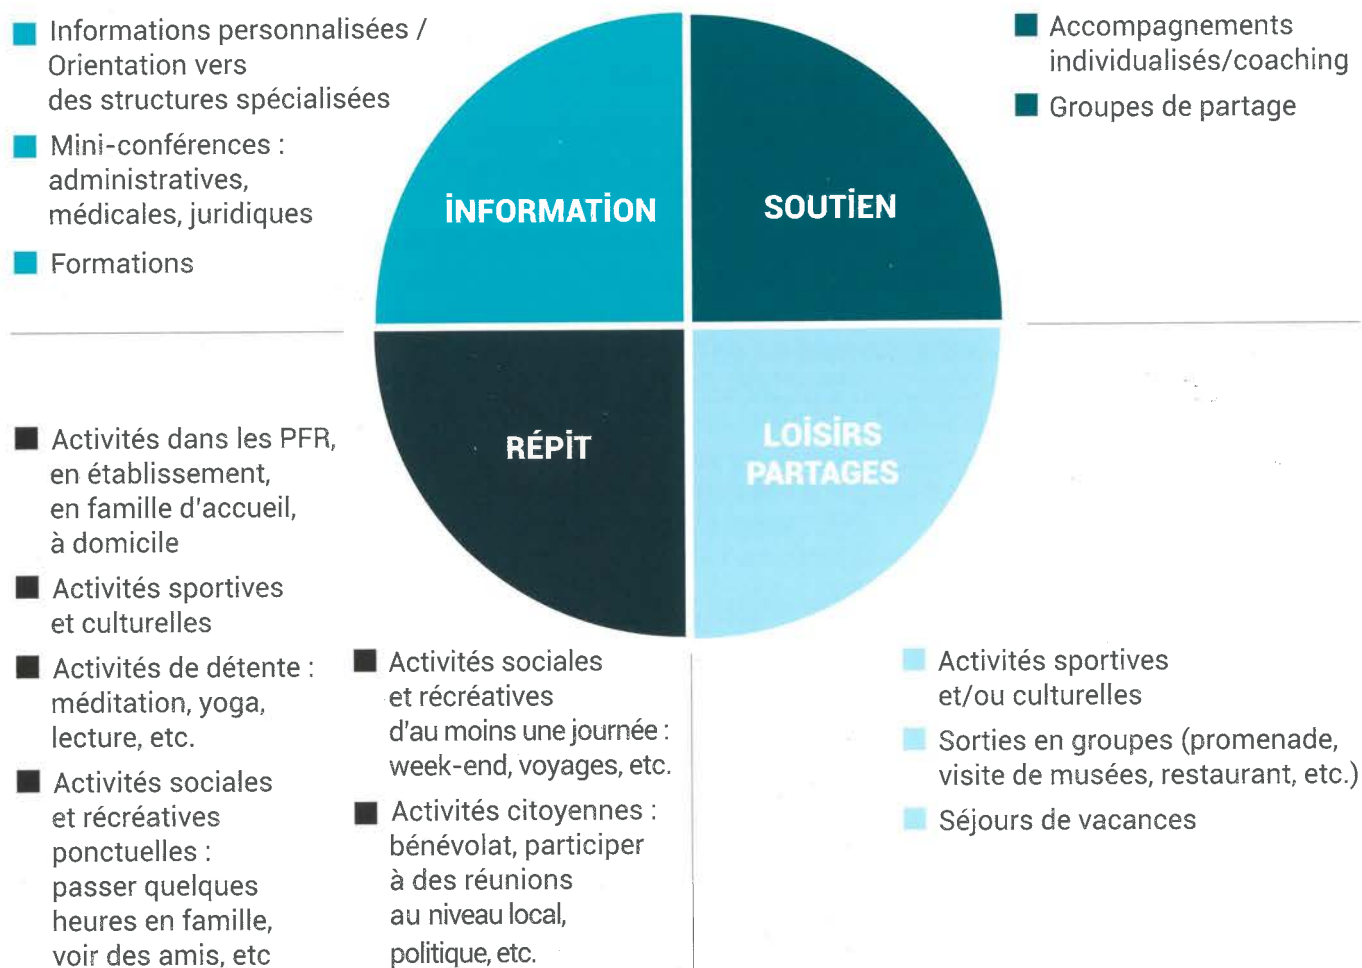 Informations personnalisées /
Orientation vers
des structures spécialisées
Mini-conférences :
administratives,
médicales, juridiques
Formations
INFORMATION
SOUTIEN
Accompagnements
individualisés/coaching
Groupes de partage
RÉPIT
LOISIRS
PARTAGES
Activités dans les PFR,
en établissement,
en famille d'accueil,
à domicile
Activités sportives
et culturelles
Activités de détente :
méditation, yoga,
lecture, etc.
Activités sociales
et récréatives
ponctuelles :
passer quelques
heures en famille,
voir des amis, etc
Activités sociales
et récréatives
d'au moins une journée :
week-end, voyages, etc.
Activités citoyennes :
bénévolat, participer
à des réunions
au niveau local,
politique, etc.
Activités sportives
et/ou culturelles
Sorties en groupes (promenade,
visite de musées, restaurant, etc.)
Séjours de vacances